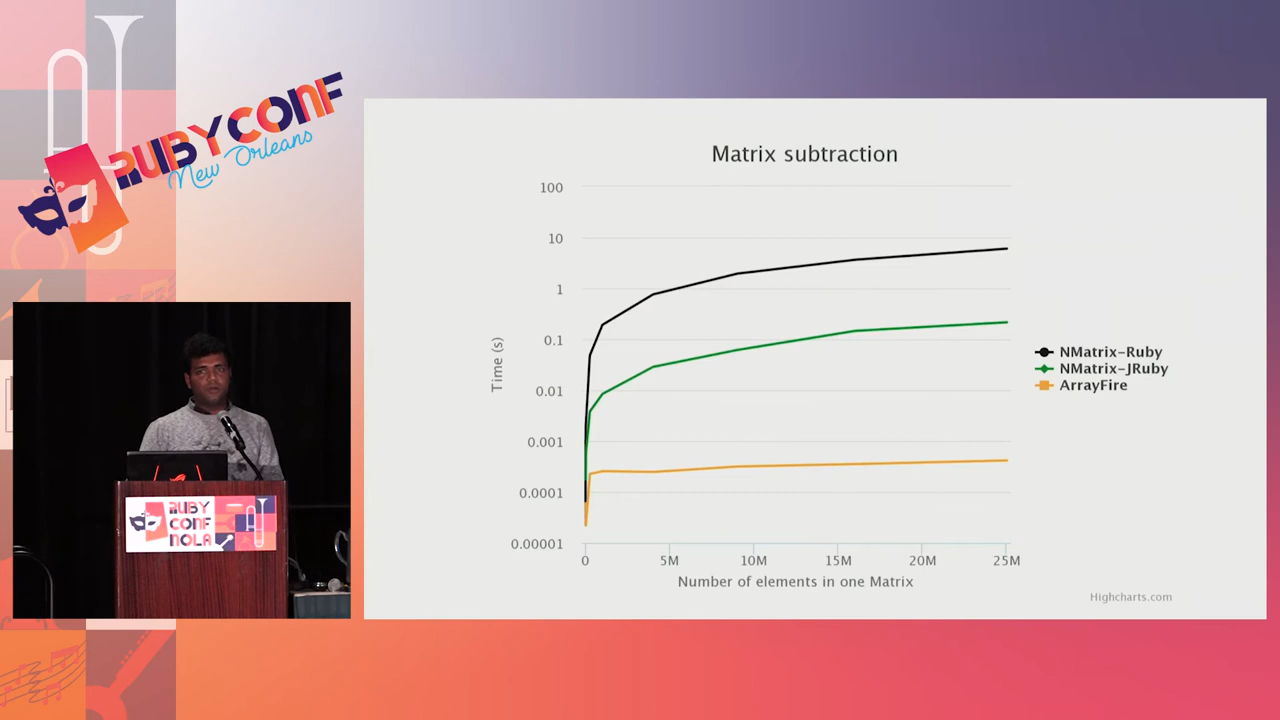 RUBYCONF
New Orleans
RUBY
CONF
NOLA
Matrix subtraction
100
10
1
0.1
0.01
0.001
0.0001
0.00001
Time (s)
0
5M
10M
15M
20M
25M
Number of elements in one Matrix
NMatrix-Ruby
NMatrix-JRuby
ArrayFire
Highcharts.com